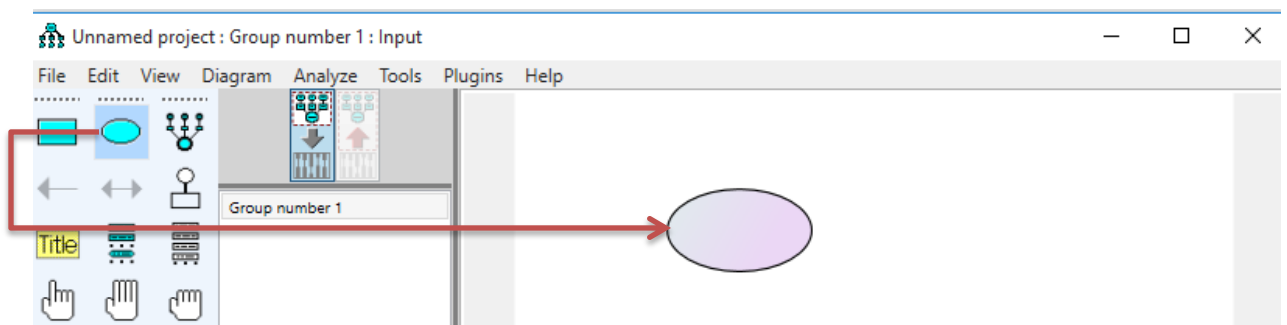 Unnamed project : Group number 1 : Input
File Edit View Diagram Analyze Tools Plugins Help
Group number 1
Title